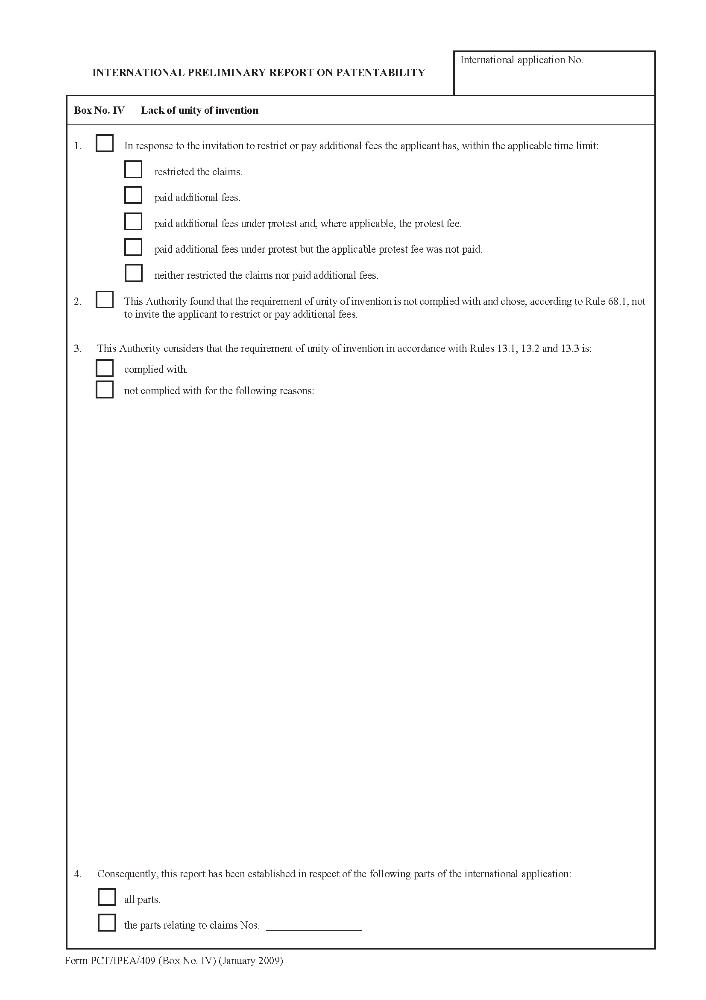 International application No.
INTERNATIONAL PRELIMINARY REPORT ON PATENTABILITY
Box No. IV Lack of unity of invention
1. In response to the invitation to restrict or pay additional fees the applicant has, within the applicable time limit:
restricted the claims.
paid additional fees.
paid additional fees under protest and, where applicable, the protest fee.
paid additional fees under protest but the applicable protest fee was not paid.
neither restricted the claims nor paid additional fees.
2. This Authority found that the requirement of unity of invention is not complied with and chose, according to Rule 68.1, not
to invite the applicant to restrict or pay additional fees.
3. This Authority considers that the requirement of unity of invention in accordance with Rules 13.1, 13.2 and 13.3 is:
complied with.
not complied with for the following reasons:
4. Consequently, this report has been established in respect of the following parts of the international application:
all parts.
the parts relating to claims Nos. __________________
Form PCT/IPEA/409 (Box No. IV) (January 2009)